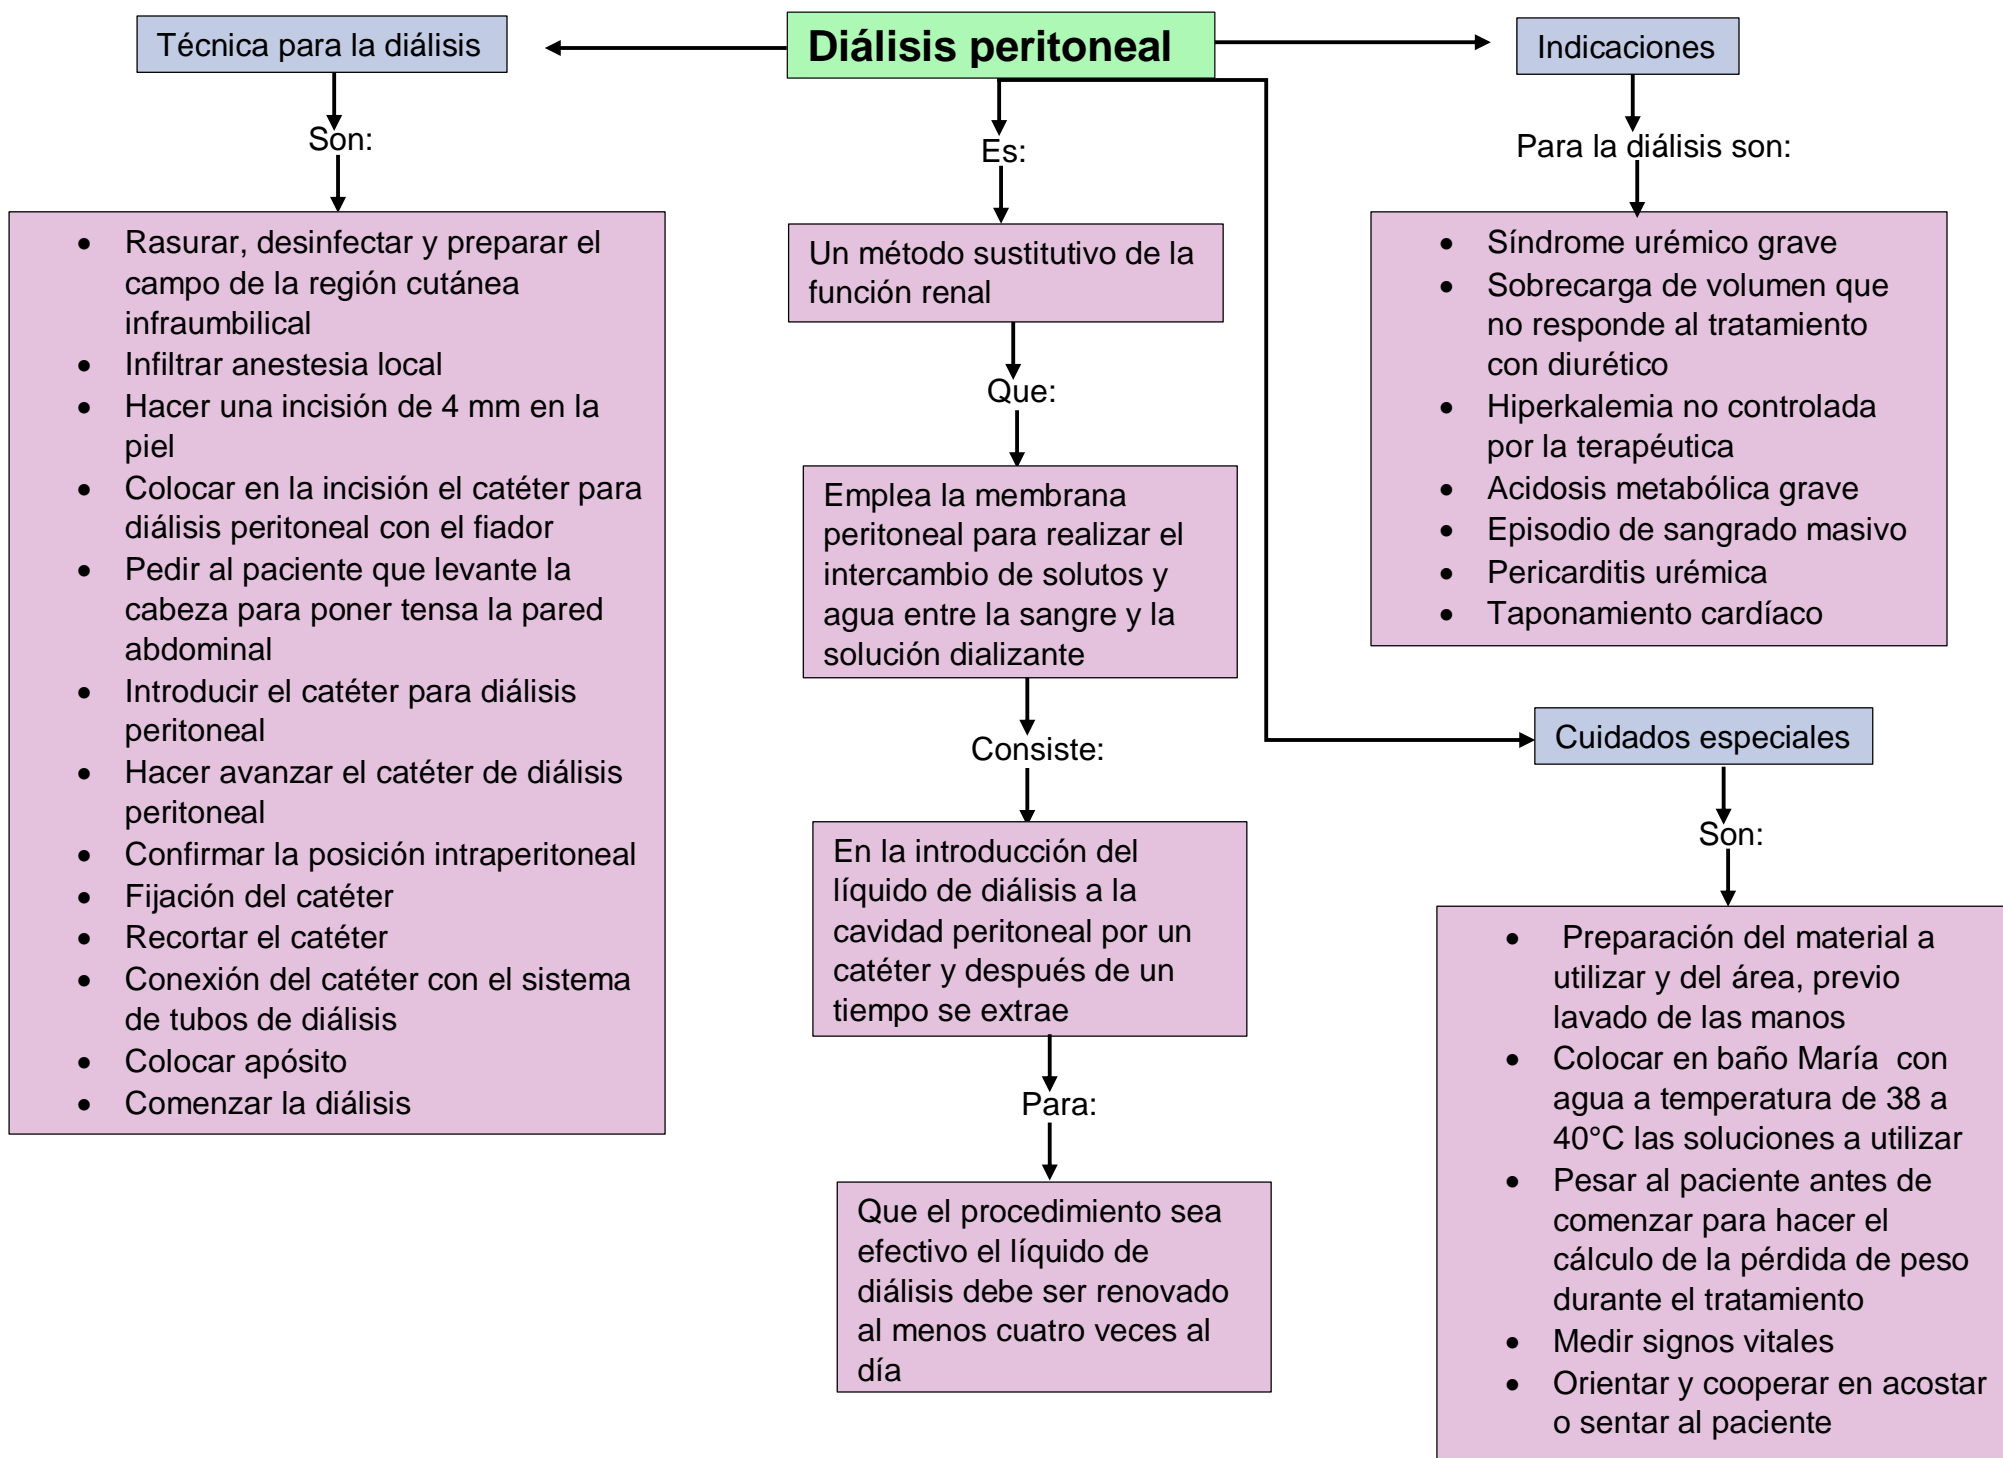 Diálisis peritoneal
Técnica para la diálisis
Son:
• Rasurar, desinfectar y preparar el
campo de la región cutánea
infraumbilical
• Infiltrar anestesia local
• Hacer una incisión de 4 mm en la
piel
• Colocar en la incisión el catéter para
diálisis peritoneal con el fiador
• Pedir al paciente que levante la
cabeza para poner tensa la pared
abdominal
• Introducir el catéter para diálisis
peritoneal
• Hacer avanzar el catéter de diálisis
peritoneal
• Confirmar la posición intraperitoneal
• Fijación del catéter
• Recortar el catéter
• Conexión del catéter con el sistema
de tubos de diálisis
• Colocar apósito
• Comenzar la diálisis
Es:
Un método sustitutivo de la
función renal
Que:
Emplea la membrana
peritoneal para realizar el
intercambio de solutos y
agua entre la sangre y la
solución dializante
Consiste:
En la introducción del
líquido de diálisis a la
cavidad peritoneal por un
catéter y después de un
tiempo se extrae
Para:
Que el procedimiento sea
efectivo el líquido de
diálisis debe ser renovado
al menos cuatro veces al
día
Indicaciones
Para la diálisis son:
• Síndrome urémico grave
• Sobrecarga de volumen que
no responde al tratamiento
con diurético
• Hiperkalemia no controlada
por la terapéutica
• Acidosis metabólica grave
• Episodio de sangrado masivo
• Pericarditis urémica
• Taponamiento cardíaco
Cuidados especiales
Son:
• Preparación del material a
utilizar y del área, previo
lavado de las manos
• Colocar en baño María con
agua a temperatura de 38 a
40°C las soluciones a utilizar
• Pesar al paciente antes de
comenzar para hacer el
cálculo de la pérdida de peso
durante el tratamiento
• Medir signos vitales
• Orientar y cooperar en acostar
o sentar al paciente